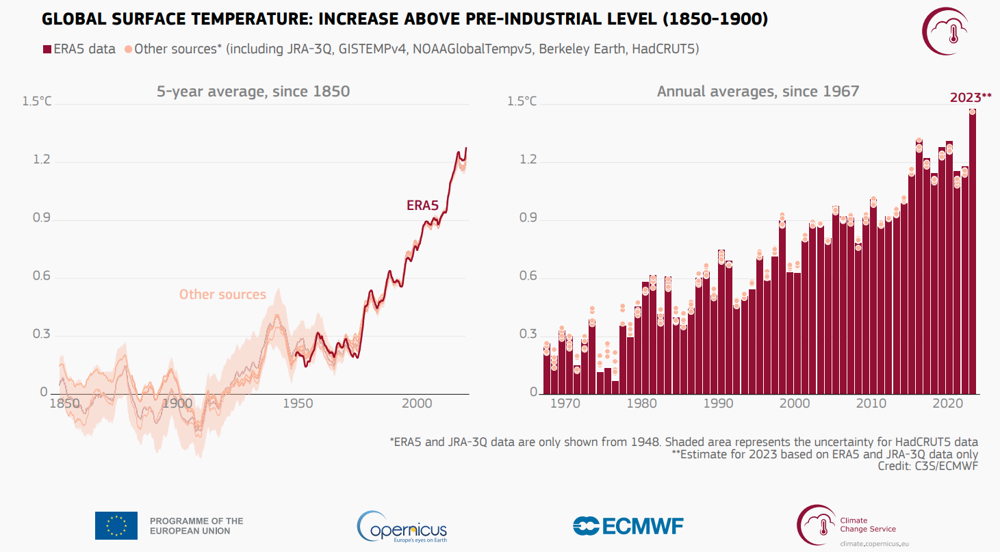 GLOBAL SURFACE TEMPERATURE: INCREASE ABOVE PRE-INDUSTRIAL LEVEL (1850-1900)
ERA5 data Other sources* (including JRA-3Q, GISTEMPv4, NOAAGlobalTempv5, Berkeley Earth, HadCRUT5)
5-year average, since 1850
1.5°C
1.2
0.9
0.6
0.3
0
ERA5
Other sources
1850 1900 1950 2000
Annual averages, since 1967
2023**
1.5°C
1.2
0.9
0.6
0.3
0
1970 1980 1990 2000 2010 2020
*ERA5 and JRA-3Q data are only shown from 1948. Shaded area represents the uncertainty for HadCRUT5 data
**Estimate for 2023 based on ERA5 and JRA-3Q data only
Credit: C3S/ECMWF
PROGRAMME OF THE
EUROPEAN UNION
opernicus
Europe's eyes on Earth
ECMWF
Climate
Change Service
climate.copernicus.eu